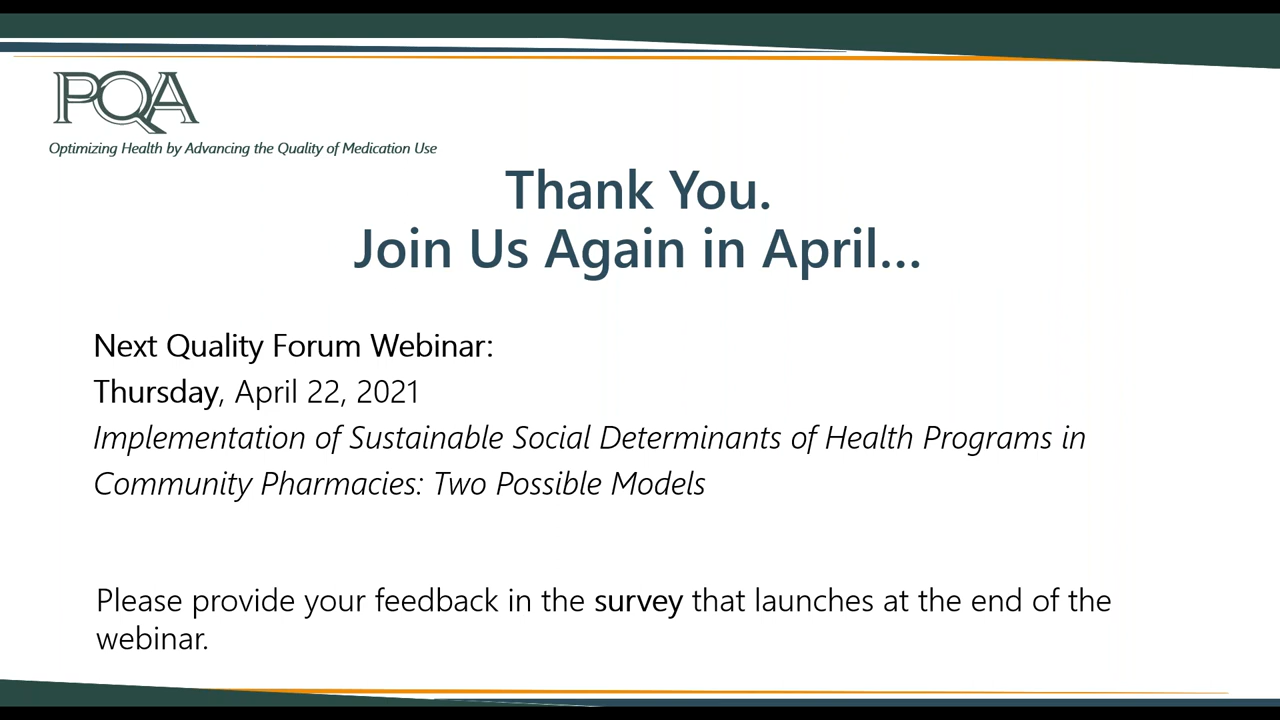 PQA
Optimizing Health by Advancing the Quality of Medication Use
Thank You.
Join Us Again in April...
Next Quality Forum Webinar:
Thursday, April 22, 2021
Implementation of Sustainable Social Determinants of Health Programs in
Community Pharmacies: Two Possible Models
Please provide your feedback in the survey that launches at the end of the
webinar.